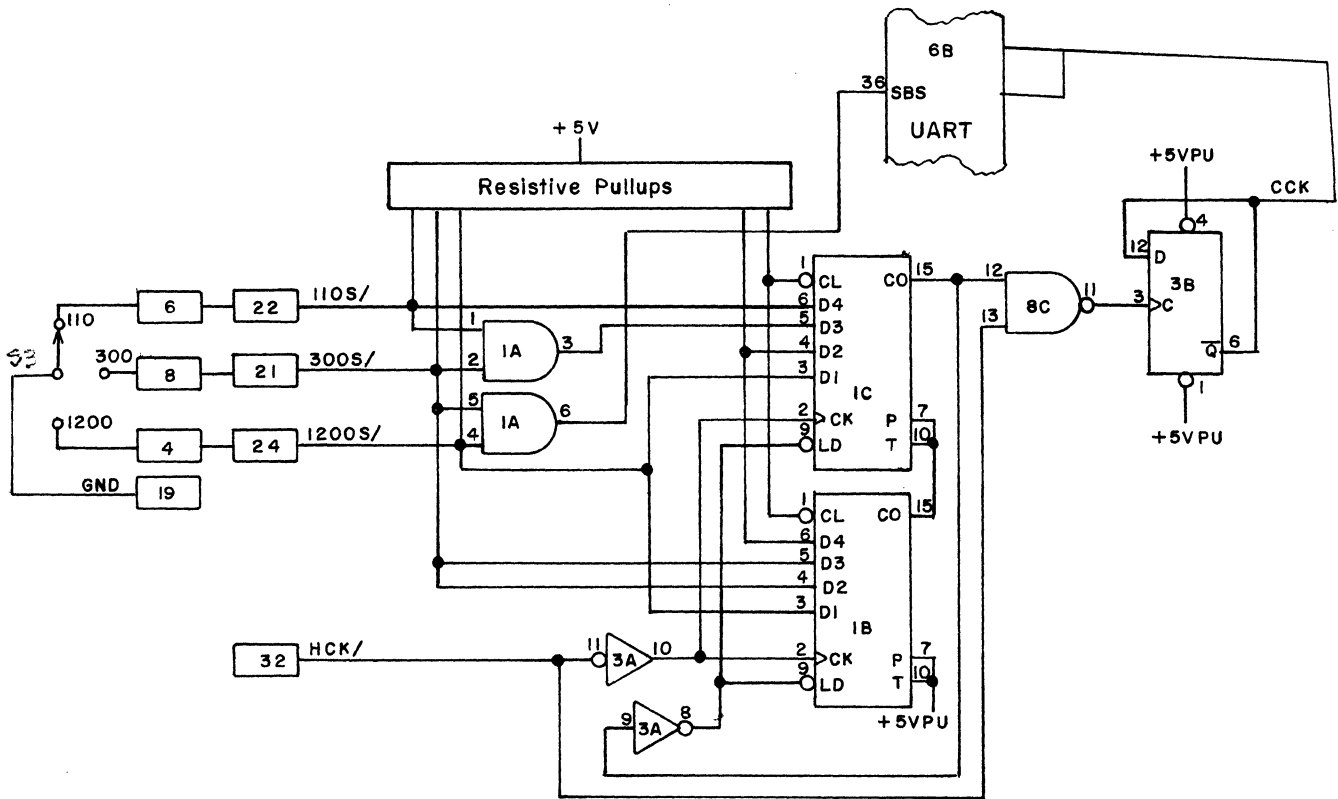 6B
36 SBS
UART
+5V
Resistive Pullups
+5VPU
CCK
4
12 D
3B
3 C
Q̅ 6
1
+5VPU
6 22 110S/
110
300
8 21 300S/
1200
4 24 1200S/
GND 19
1
2
1A
3
5
4
1A
6
1 CL
CO 15
6 D4
5 D3
4 D2
3 D1
1C
2 CK
P 7
9 LD
T 10
12
13
8C
11
1 CL
CO 15
6 D4
5 D3
4 D2
3 D1
1B
2 CK
P 7
9 LD
T 10
+5VPU
32 HCK/
11 3A 10
9 3A 8